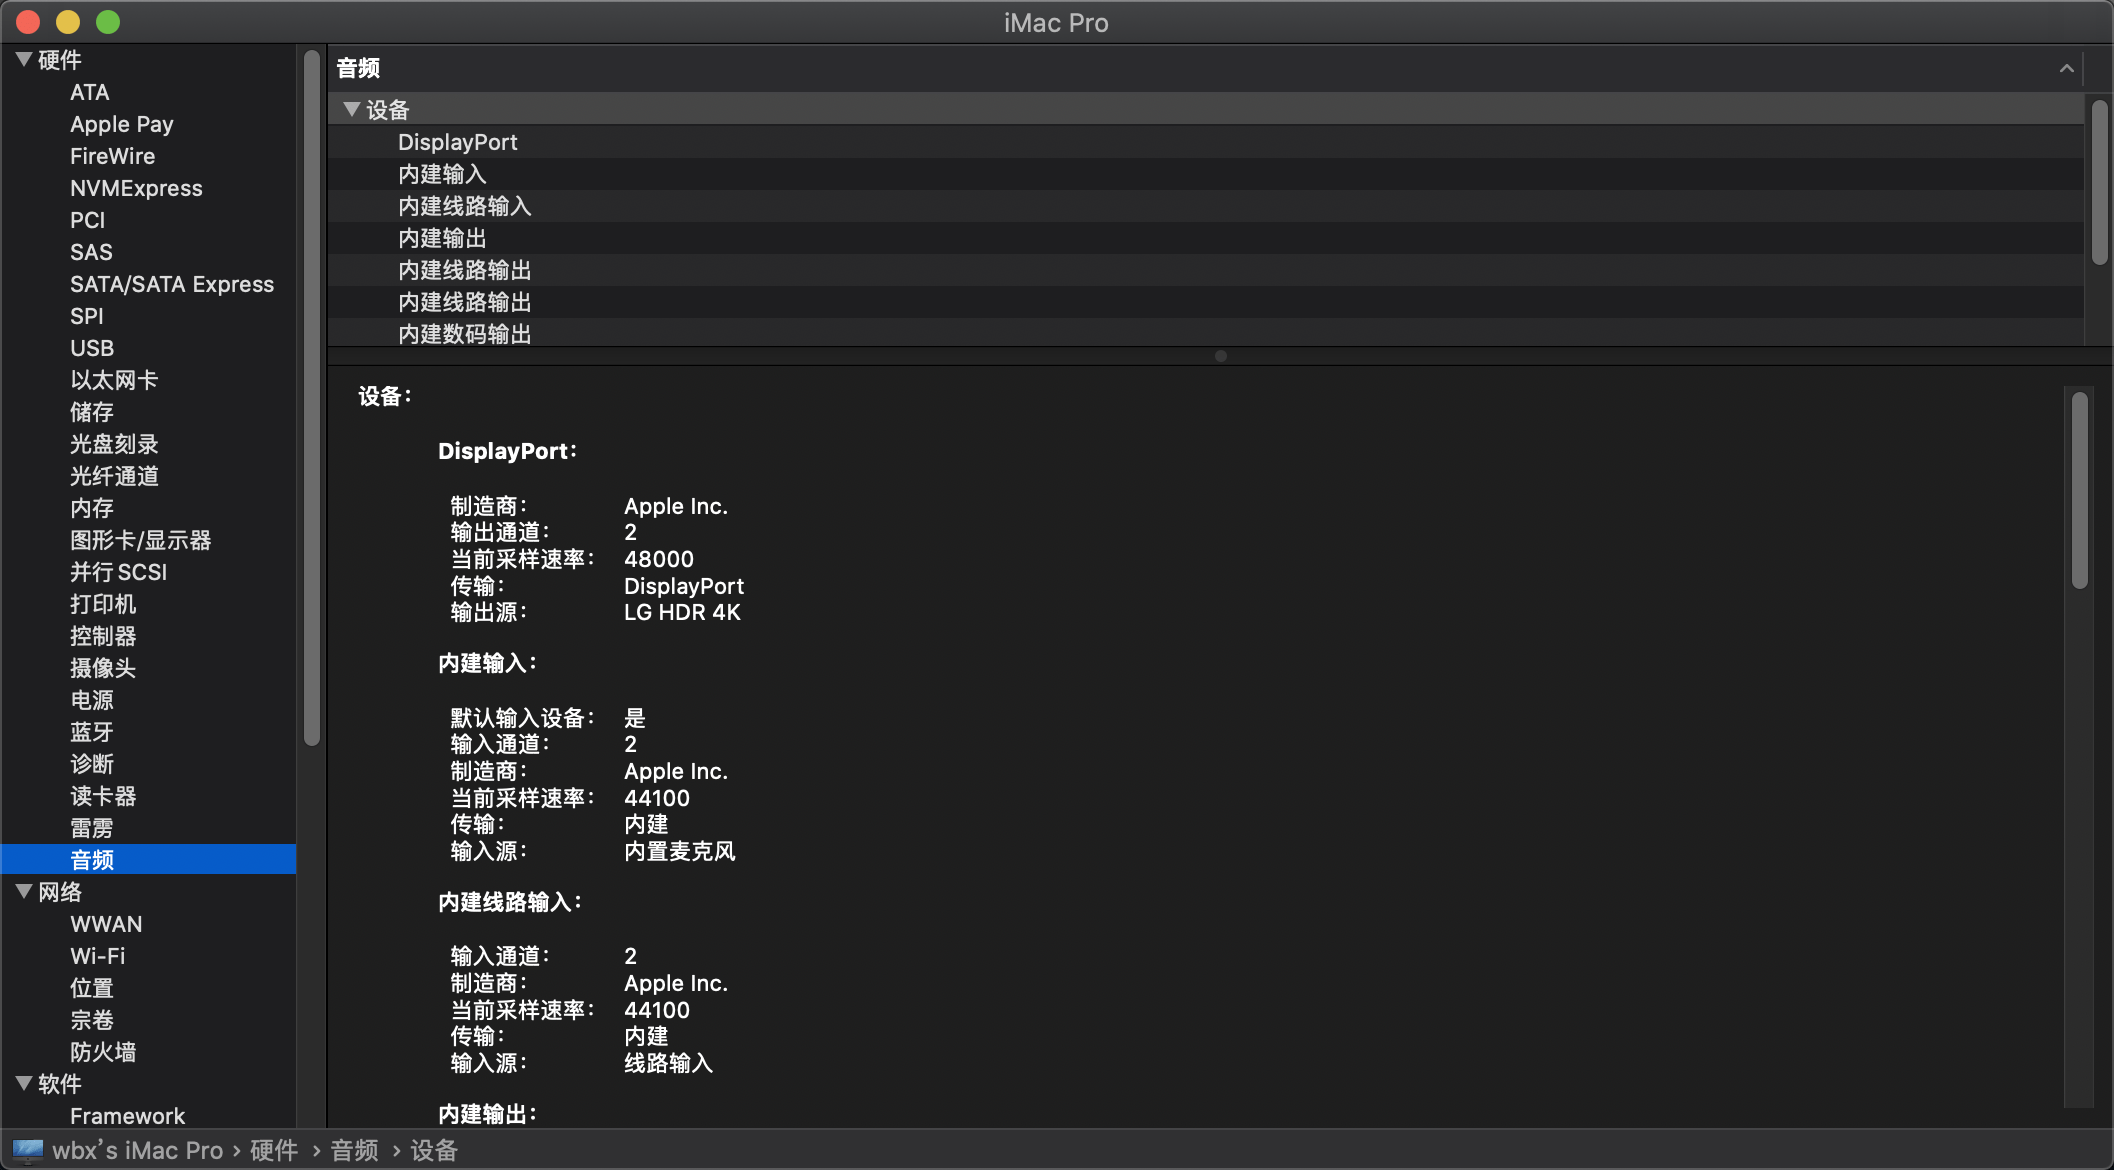 iMac Pro
硬件
ATA
Apple Pay
FireWire
NVMExpress
PCI
SAS
SATA/SATA Express
SPI
USB
以太网卡
储存
光盘刻录
光纤通道
内存
图形卡/显示器
并行 SCSI
打印机
控制器
摄像头
电源
蓝牙
诊断
读卡器
雷雳
音频
网络
WWAN
Wi-Fi
位置
宗卷
防火墙
软件
Framework
音频
设备
DisplayPort
内建输入
内建线路输入
内建输出
内建线路输出
内建线路输出
内建数码输出
设备：
DisplayPort：
制造商： Apple Inc.
输出通道： 2
当前采样速率： 48000
传输： DisplayPort
输出源： LG HDR 4K
内建输入：
默认输入设备： 是
输入通道： 2
制造商： Apple Inc.
当前采样速率： 44100
传输： 内建
输入源： 内置麦克风
内建线路输入：
输入通道： 2
制造商： Apple Inc.
当前采样速率： 44100
传输： 内建
输入源： 线路输入
内建输出：
wbx’s iMac Pro › 硬件 › 音频 › 设备